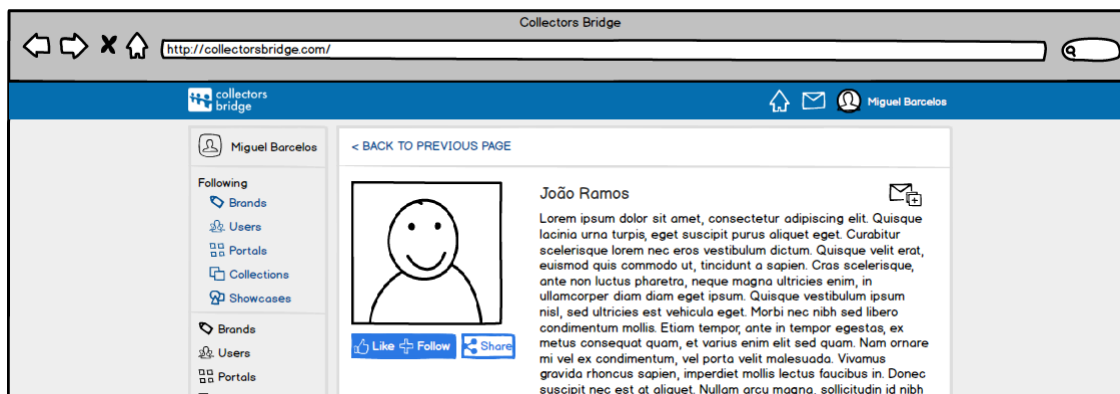 Collectors Bridge
http://collectorsbridge.com/
collectors
bridge
Miguel Barcelos
Miguel Barcelos
Following
Brands
Users
Portals
Collections
Showcases
Brands
Users
Portals
< BACK TO PREVIOUS PAGE
Like Follow Share
João Ramos
Lorem ipsum dolor sit amet, consectetur adipiscing elit. Quisque
lacinia urna turpis, eget suscipit purus aliquet eget. Curabitur
scelerisque lorem nec eros vestibulum dictum. Quisque velit erat,
euismod quis commodo ut, tincidunt a sapien. Cras scelerisque,
ante non luctus pharetra, neque magna ultricies enim, in
ullamcorper diam diam eget ipsum. Quisque vestibulum ipsum
nisl, sed ultricies est vehicula eget. Morbi nec nibh sed libero
condimentum mollis. Etiam tempor, ante in tempor egestas, ex
metus consequat quam, et varius enim elit sed quam. Nam ornare
mi vel ex condimentum, vel porta velit malesuada. Vivamus
gravida rhoncus sapien, imperdiet mollis lectus faucibus in. Donec
suscipit nec est at aliquet. Nullam arcu magna, sollicitudin id nibh